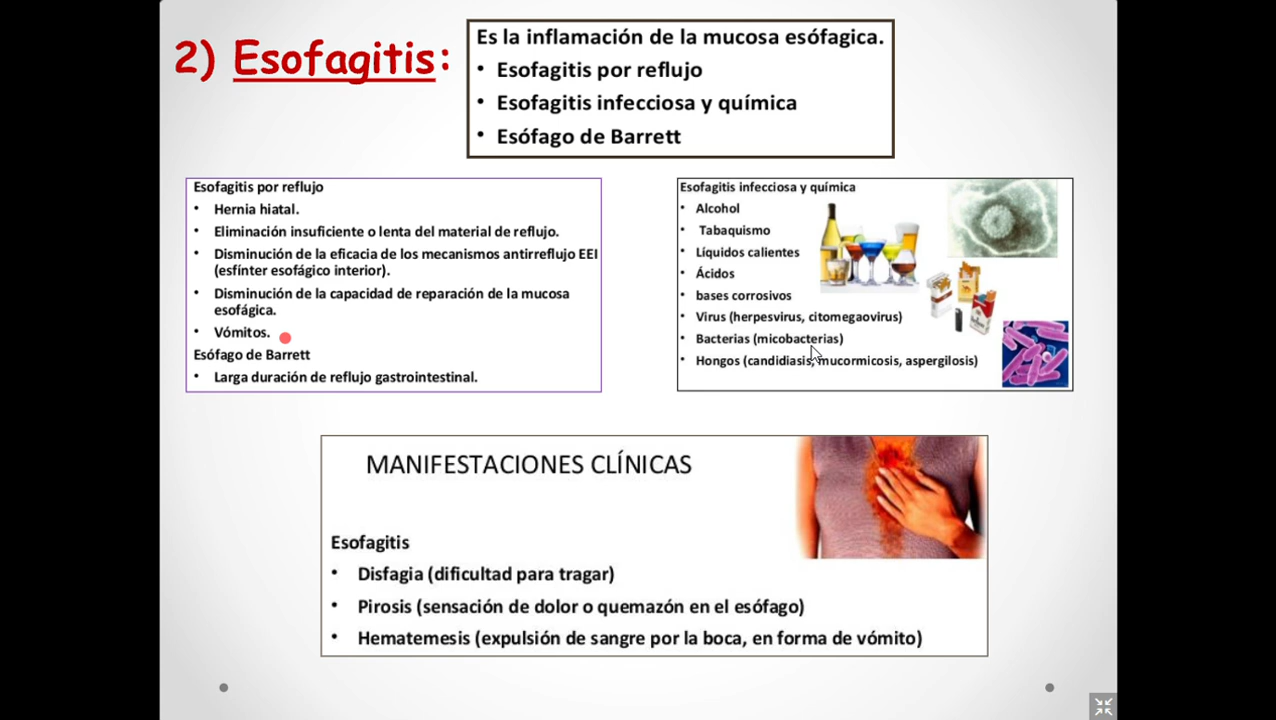 2) Esofagitis:
Es la inflamación de la mucosa esófagica.
• Esofagitis por reflujo
• Esofagitis infecciosa y química
• Esófago de Barrett
Esofagitis por reflujo
• Hernia hiatal.
• Eliminación insuficiente o lenta del material de reflujo.
• Disminución de la eficacia de los mecanismos antirreflujo EEI
(esfínter esofágico interior).
• Disminución de la capacidad de reparación de la mucosa
esofágica.
• Vómitos.
Esófago de Barrett
• Larga duración de reflujo gastrointestinal.
Esofagitis infecciosa y química
• Alcohol
• Tabaquismo
• Líquidos calientes
• Ácidos
• bases corrosivos
• Virus (herpesvirus, citomegaovirus)
• Bacterias (micobacterias)
• Hongos (candidiasis, mucormicosis, aspergilosis)
MANIFESTACIONES CLÍNICAS
Esofagitis
• Disfagia (dificultad para tragar)
• Pirosis (sensación de dolor o quemazón en el esófago)
• Hematemesis (expulsión de sangre por la boca, en forma de vómito)